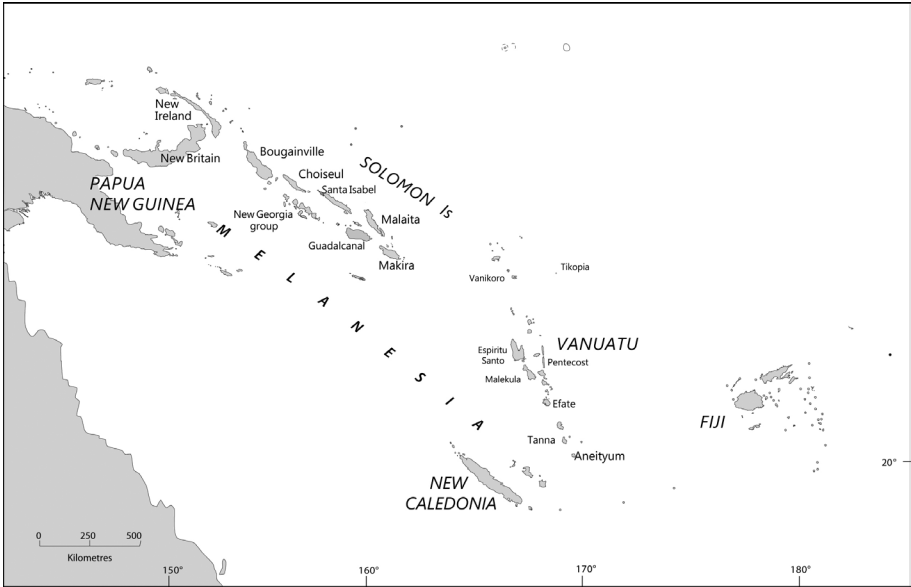 New
Ireland
New Britain
Bougainville
Choiseul
Santa Isabel
SOLOMON Is
PAPUA
NEW GUINEA
New Georgia
group
Malaita
Guadalcanal
Makira
MELANESIA
Vanikoro
Tikopia
VANUATU
Espiritu
Santo
Pentecost
Malekula
Efate
FIJI
Tanna
Aneityum
20°
NEW
CALEDONIA
0 250 500
Kilometres
150° 160° 170° 180°